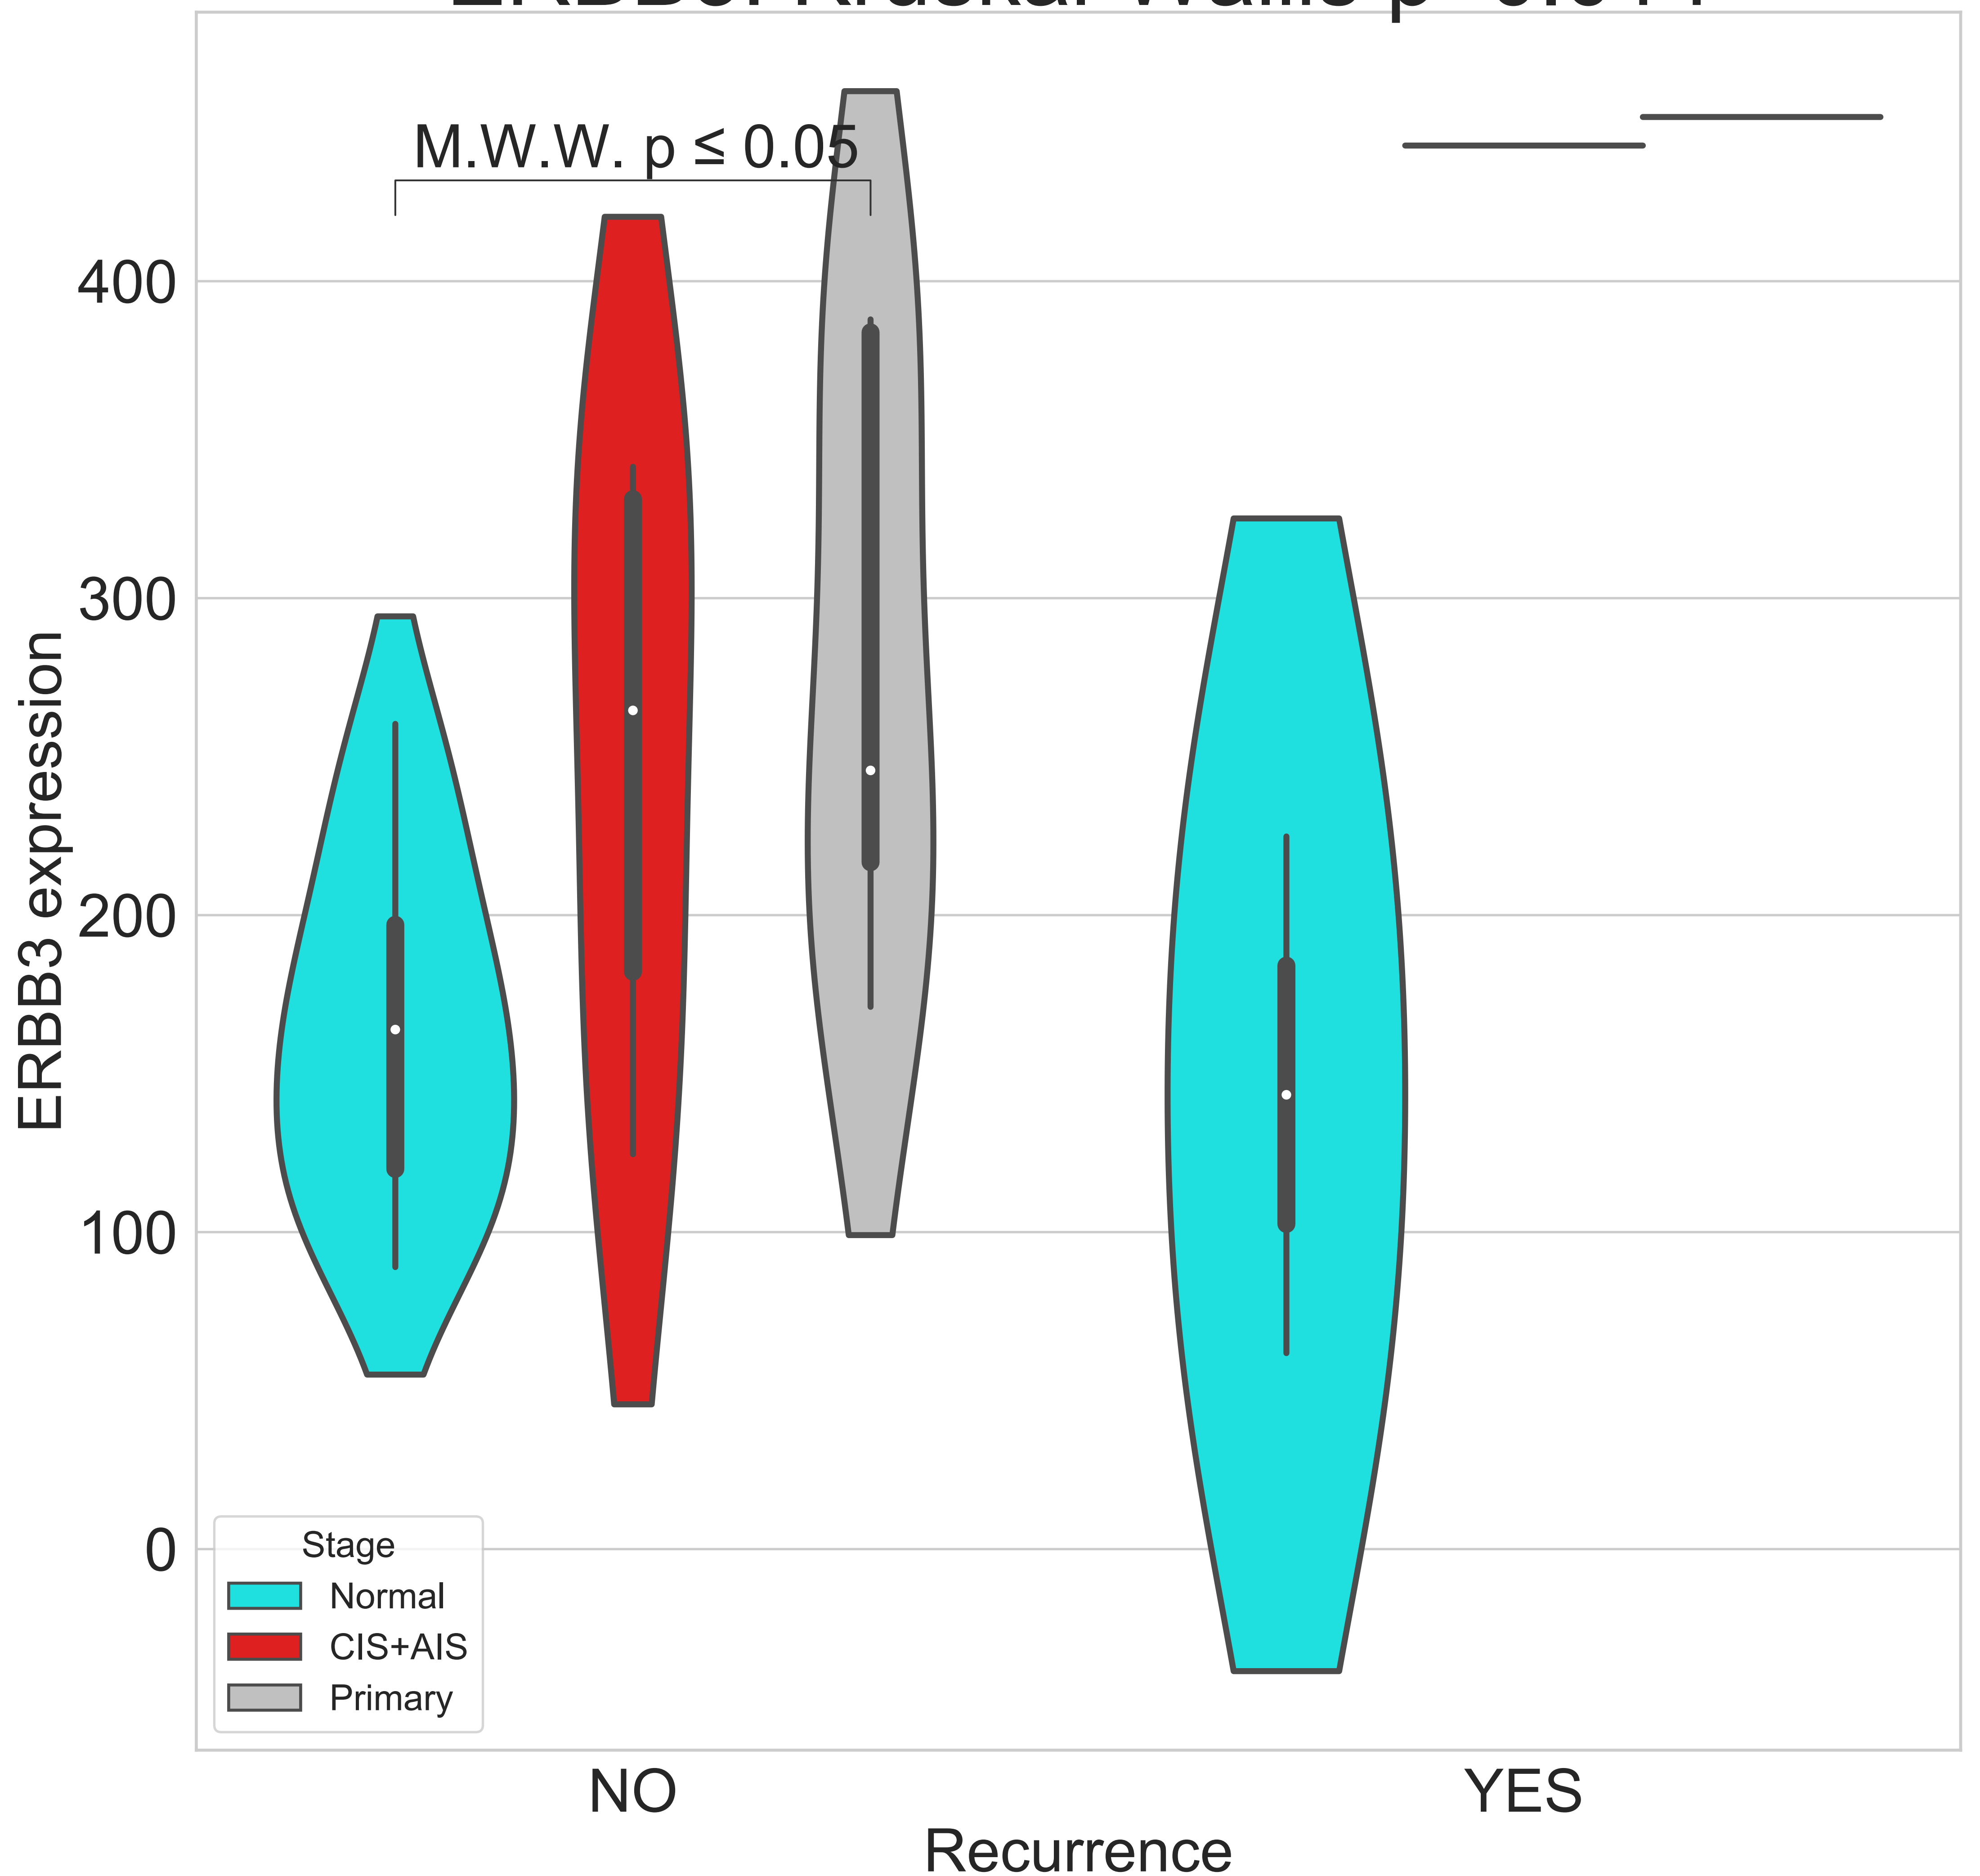 M.W.W. p ≤ 0.05
400
300
200
100
0
ERBB3 expression
Stage
Normal
CIS+AIS
Primary
NO
YES
Recurrence